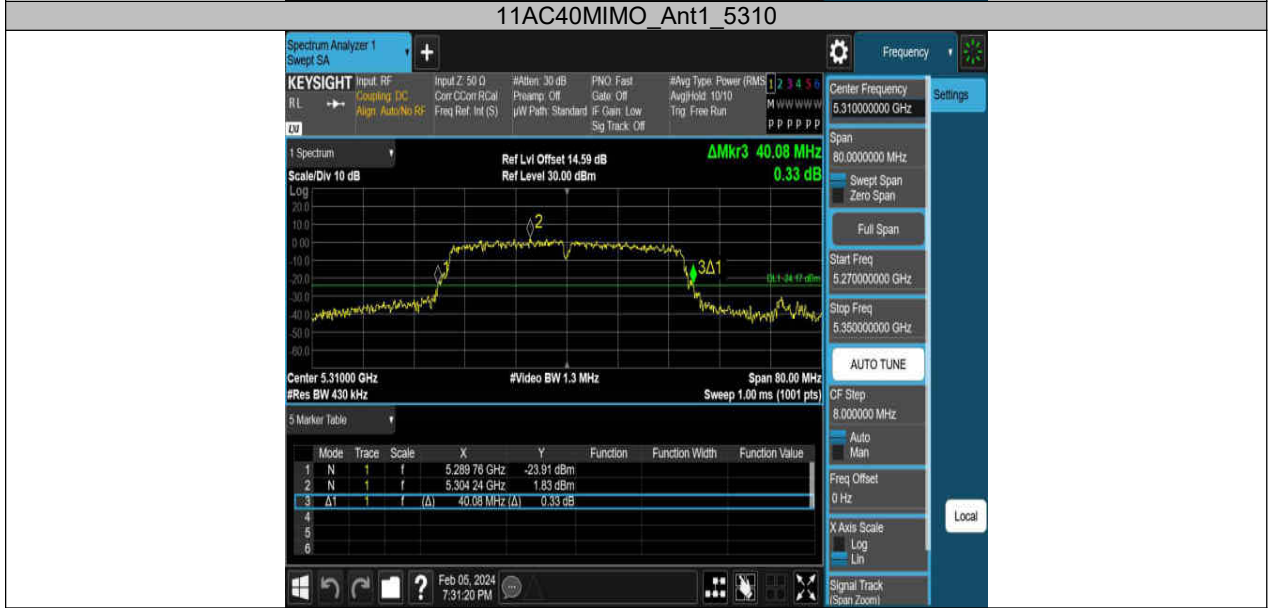 11AC40MIMO_Ant1_5310
Spectrum Analyzer 1
Swept SA
+
Frequency
KEYSIGHT
RL
LXI
Input: RF
Coupling: DC
Align: Auto/No RF
Input Z: 50 Ω
Corr CCorr RCal
Freq Ref: Int (S)
#Atten: 30 dB
Preamp: Off
µW Path: Standard
PNO: Fast
Gate: Off
IF Gain: Low
Sig Track: Off
#Avg Type: Power (RMS
Avg|Hold: 10/10
Trig: Free Run
1 2 3 4 5 6
M W W W W W
P P P P P P
Center Frequency
5.310000000 GHz
Settings
Span
80.0000000 MHz
Swept Span
Zero Span
Full Span
Start Freq
5.270000000 GHz
Stop Freq
5.350000000 GHz
AUTO TUNE
CF Step
8.000000 MHz
Auto
Man
Freq Offset
0 Hz
X Axis Scale
Log
Lin
Signal Track
(Span Zoom)
Local
1 Spectrum
Scale/Div 10 dB
Ref Lvl Offset 14.59 dB
Ref Level 30.00 dBm
ΔMkr3 40.08 MHz
0.33 dB
Log
20.0
10.0
0.00
-10.0
-20.0
-30.0
-40.0
-50.0
-60.0
1
2
3Δ1
DL1 -24.17 dBm
Center 5.31000 GHz
#Video BW 1.3 MHz
Span 80.00 MHz
#Res BW 430 kHz
Sweep 1.00 ms (1001 pts)
5 Marker Table
Mode Trace Scale X Y Function Function Width Function Value
1 N 1 f 5.289 76 GHz -23.91 dBm
2 N 1 f 5.304 24 GHz 1.83 dBm
3 Δ1 1 f (Δ) 40.08 MHz (Δ) 0.33 dB
4
5
6
?
Feb 05, 2024
7:31:20 PM